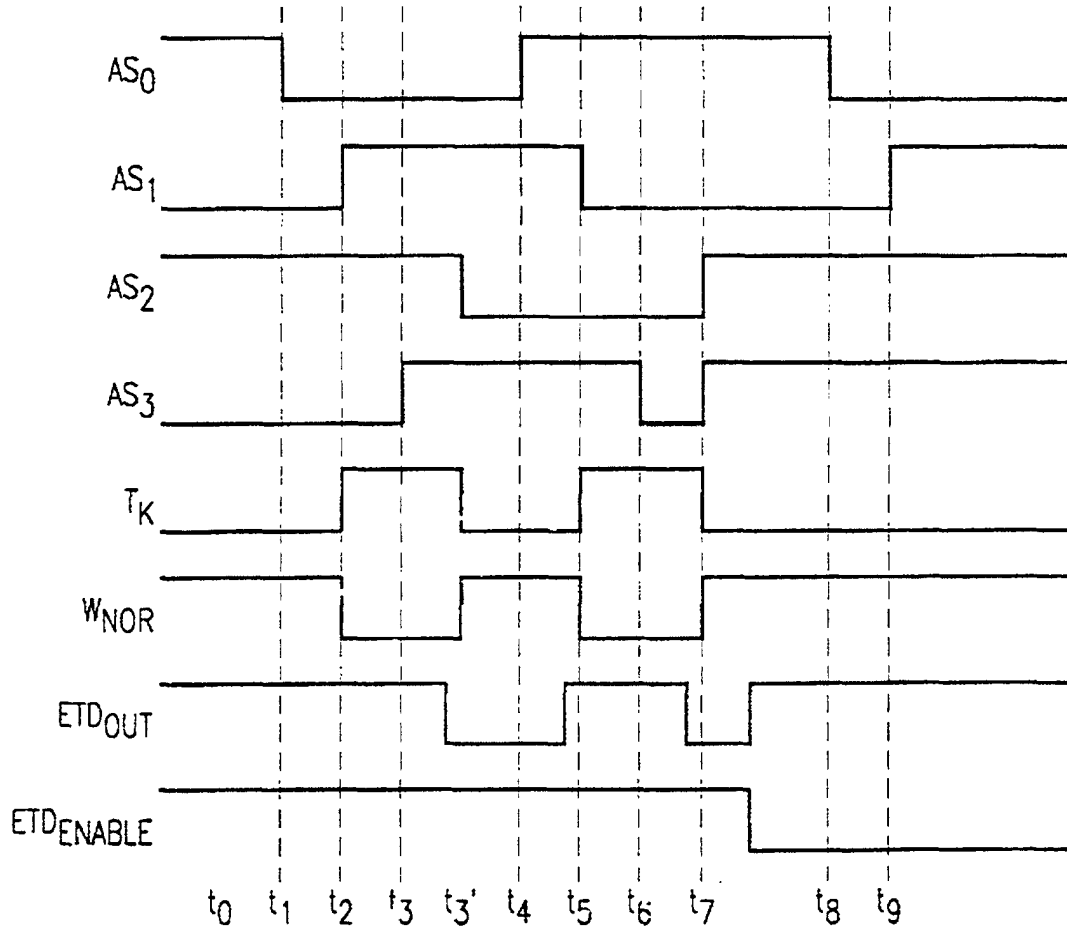 AS0
AS1
AS2
AS3
TK
WNOR
ETDOUT
ETDENABLE
t0 t1 t2 t3 t3' t4 t5 t6 t7 t8 t9